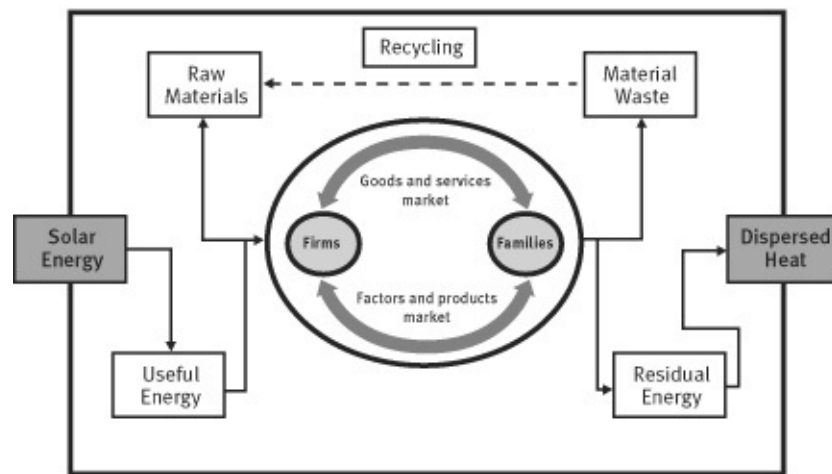 Recycling
Raw
Materials
Material
Waste
Goods and services
market
Solar
Energy
Firms
Families
Dispersed
Heat
Factors and products
market
Useful
Energy
Residual
Energy